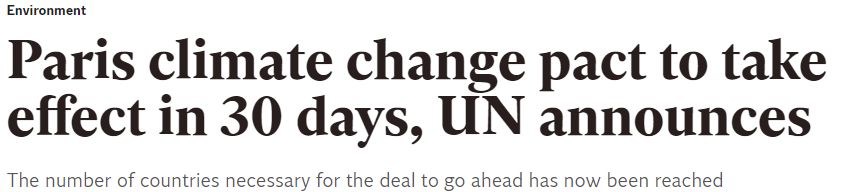 Environment
Paris climate change pact to take
effect in 30 days, UN announces
The number of countries necessary for the deal to go ahead has now been reached